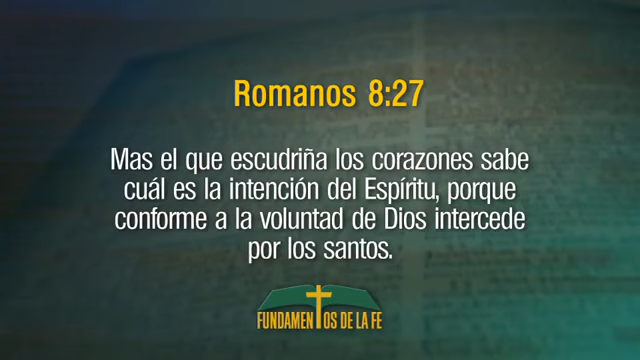 Romanos 8:27
Mas el que escudriña los corazones sabe
cuál es la intención del Espíritu, porque
conforme a la voluntad de Dios intercede
por los santos.
FUNDAMENTOS DE LA FE